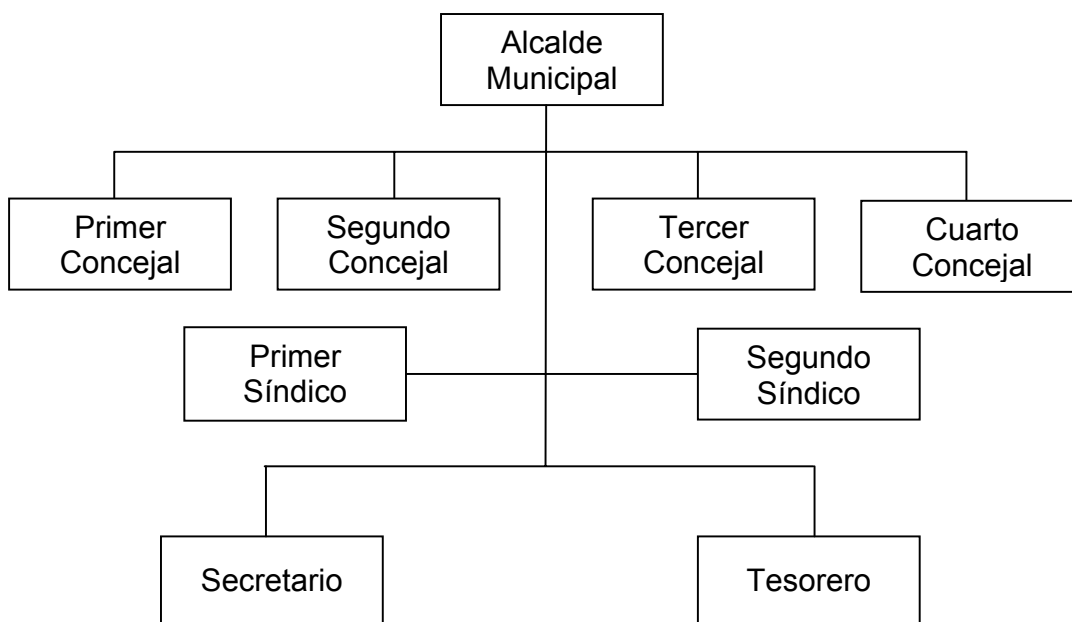 Alcalde
Municipal
Primer
Concejal
Segundo
Concejal
Tercer
Concejal
Cuarto
Concejal
Primer
Síndico
Segundo
Síndico
Secretario
Tesorero